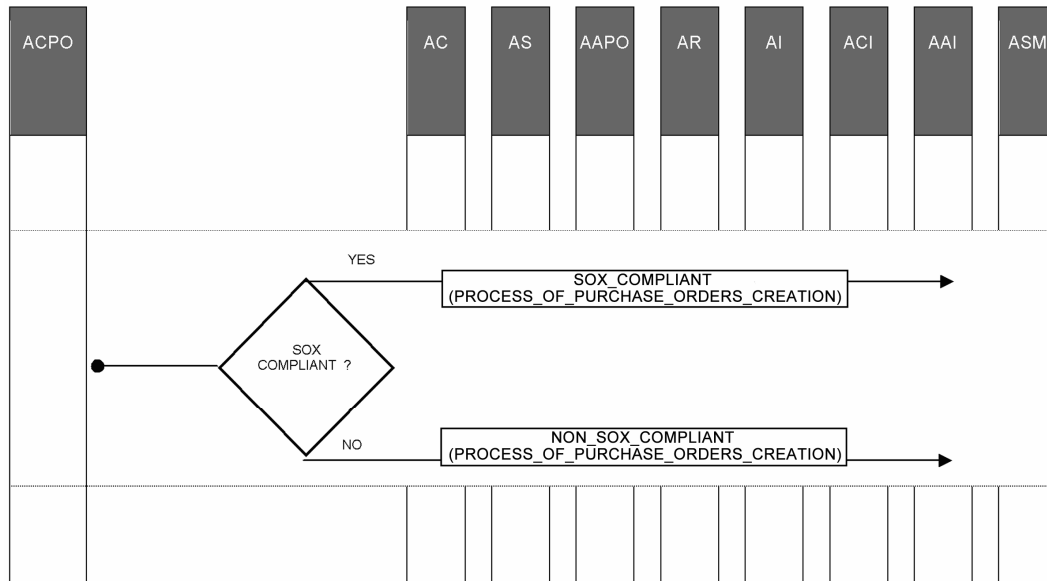 ACPO
AC
AS
AAPO
AR
AI
ACI
AAI
ASM
YES
SOX_COMPLIANT
(PROCESS_OF_PURCHASE_ORDERS_CREATION)
SOX
COMPLIANT ?
NO
NON_SOX_COMPLIANT
(PROCESS_OF_PURCHASE_ORDERS_CREATION)